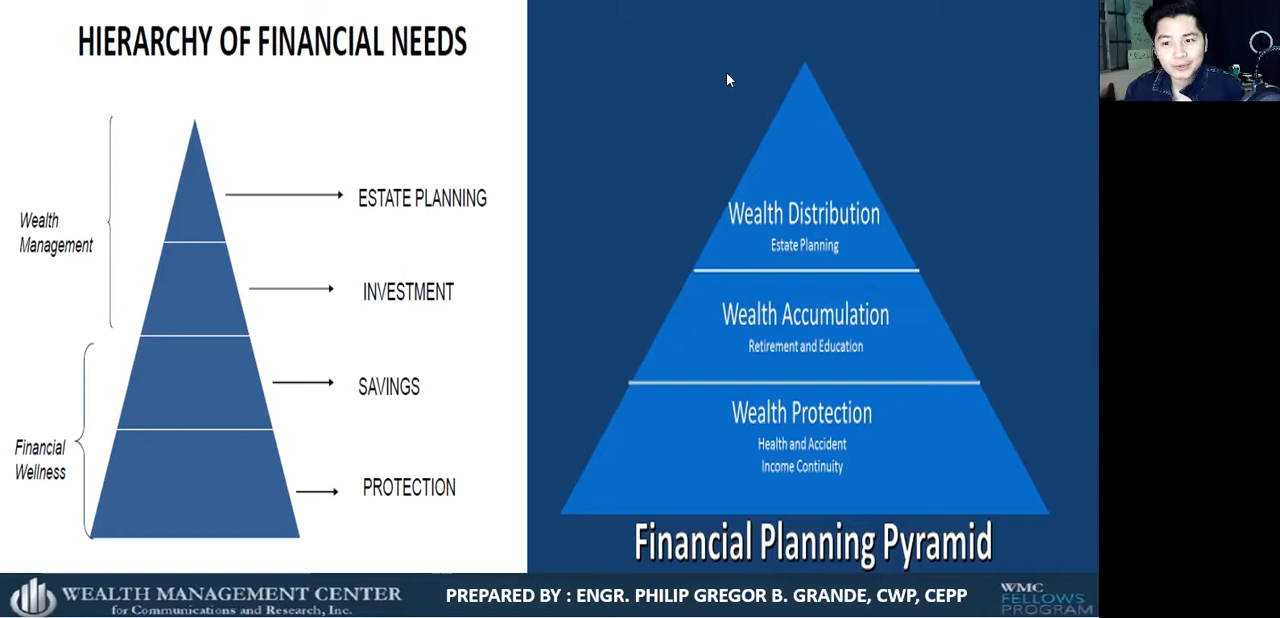 HIERARCHY OF FINANCIAL NEEDS
Wealth
Management
ESTATE PLANNING
INVESTMENT
SAVINGS
Financial
Wellness
PROTECTION
Wealth Distribution
Estate Planning
Wealth Accumulation
Retirement and Education
Wealth Protection
Health and Accident
Income Continuity
Financial Planning Pyramid
WEALTH MANAGEMENT CENTER
for Communications and Research, Inc.
PREPARED BY : ENGR. PHILIP GREGOR B. GRANDE, CWP, CEPP
WMC
FELLOWS
PROGRAM